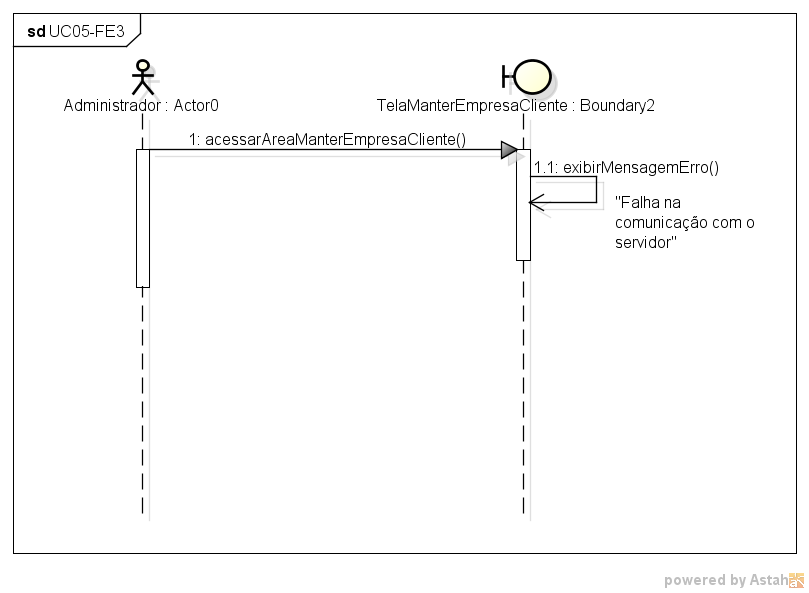 sd UC05-FE3
Administrador : Actor0
TelaManterEmpresaCliente : Boundary2
1: acessarAreaManterEmpresaCliente()
1.1: exibirMensagemErro()
"Falha na
comunicação com o
servidor"
powered by Astah